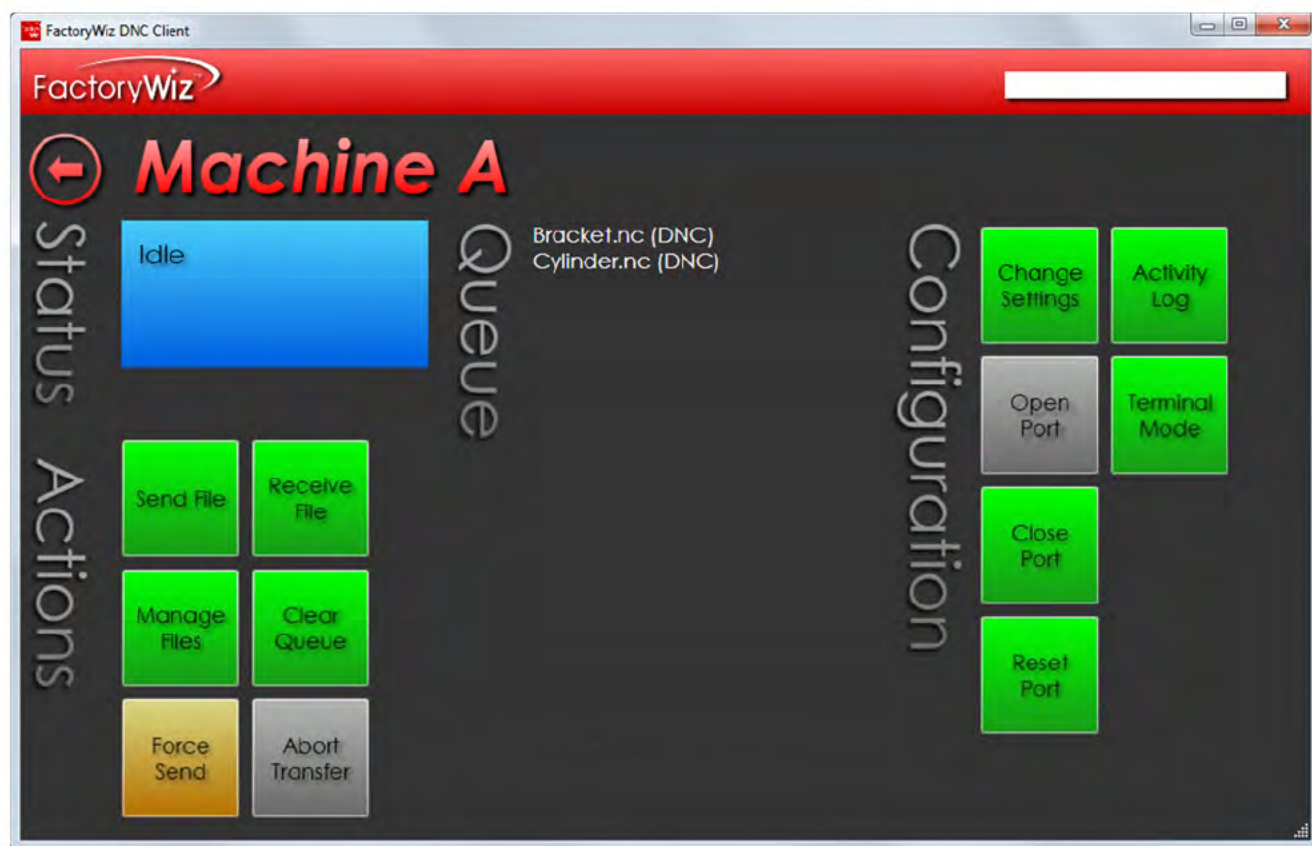 FactoryWiz DNC Client
FactoryWiz™
Machine A
Status
Idle
Queue
Bracket.nc (DNC)
Cylinder.nc (DNC)
Configuration
Change
Settings
Activity
Log
Open
Port
Terminal
Mode
Close
Port
Reset
Port
Actions
Send File
Receive
File
Manage
Files
Clear
Queue
Force
Send
Abort
Transfer